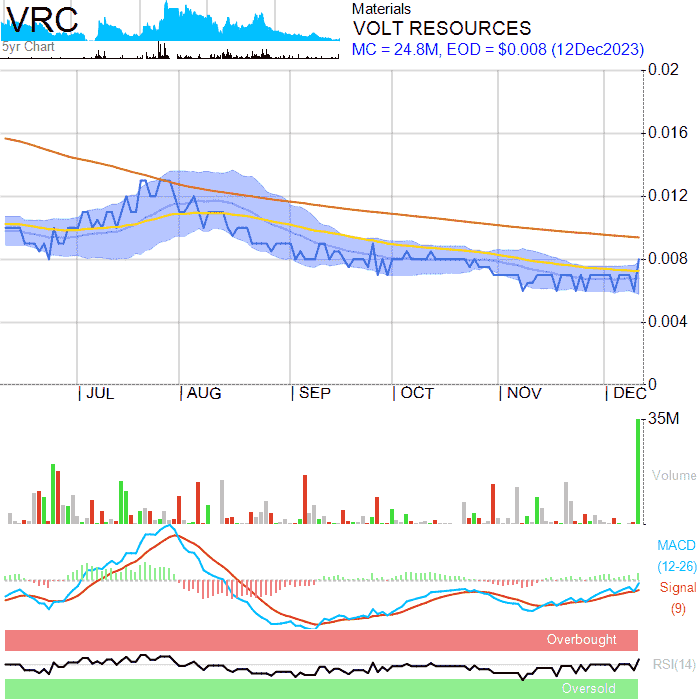 VRC
5yr Chart
Materials
VOLT RESOURCES
MC = 24.8M, EOD = $0.008 (12Dec2023)
0.02
0.016
0.012
0.008
0.004
0
JUL AUG SEP OCT NOV DEC
35M
Volume
MACD
(12-26)
Signal
(9)
Overbought
RSI(14)
Oversold